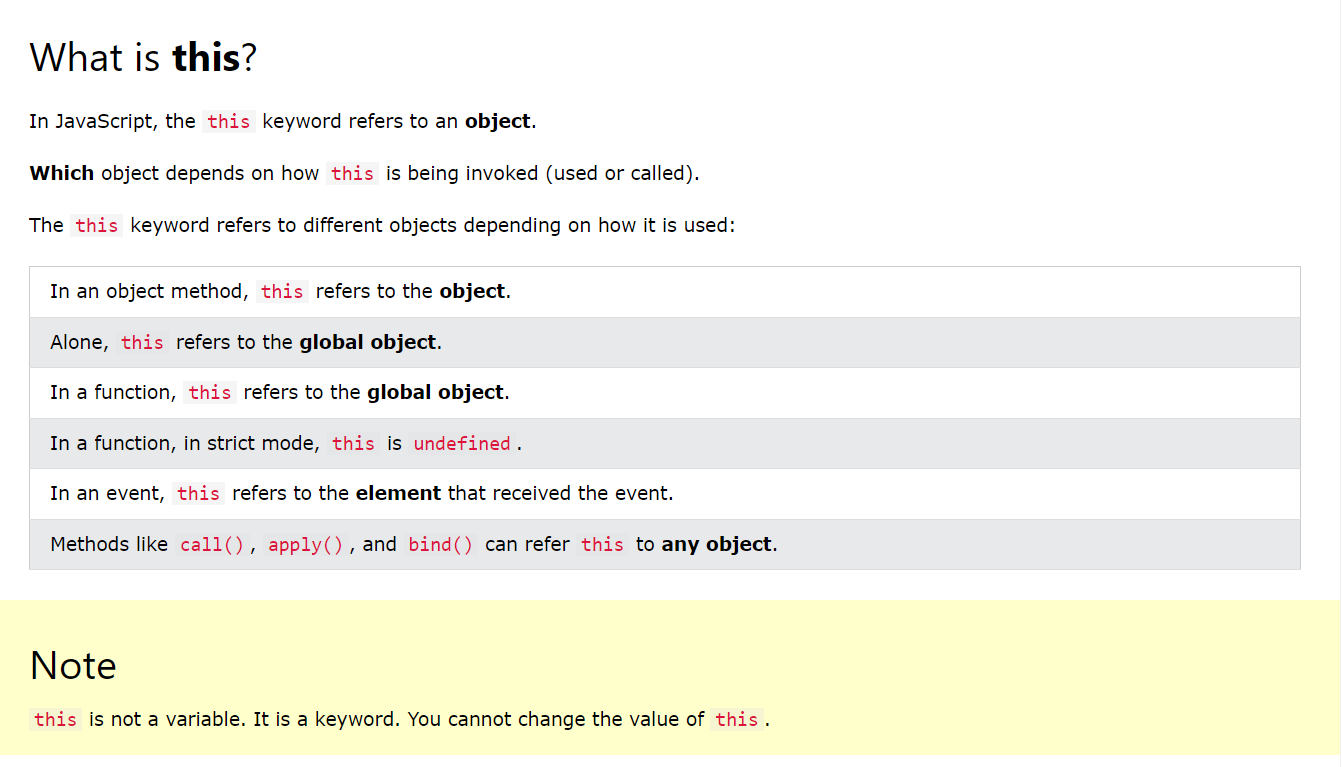 What is this?
In JavaScript, the this keyword refers to an object.
Which object depends on how this is being invoked (used or called).
The this keyword refers to different objects depending on how it is used:
In an object method, this refers to the object.
Alone, this refers to the global object.
In a function, this refers to the global object.
In a function, in strict mode, this is undefined.
In an event, this refers to the element that received the event.
Methods like call(), apply(), and bind() can refer this to any object.
Note
this is not a variable. It is a keyword. You cannot change the value of this.